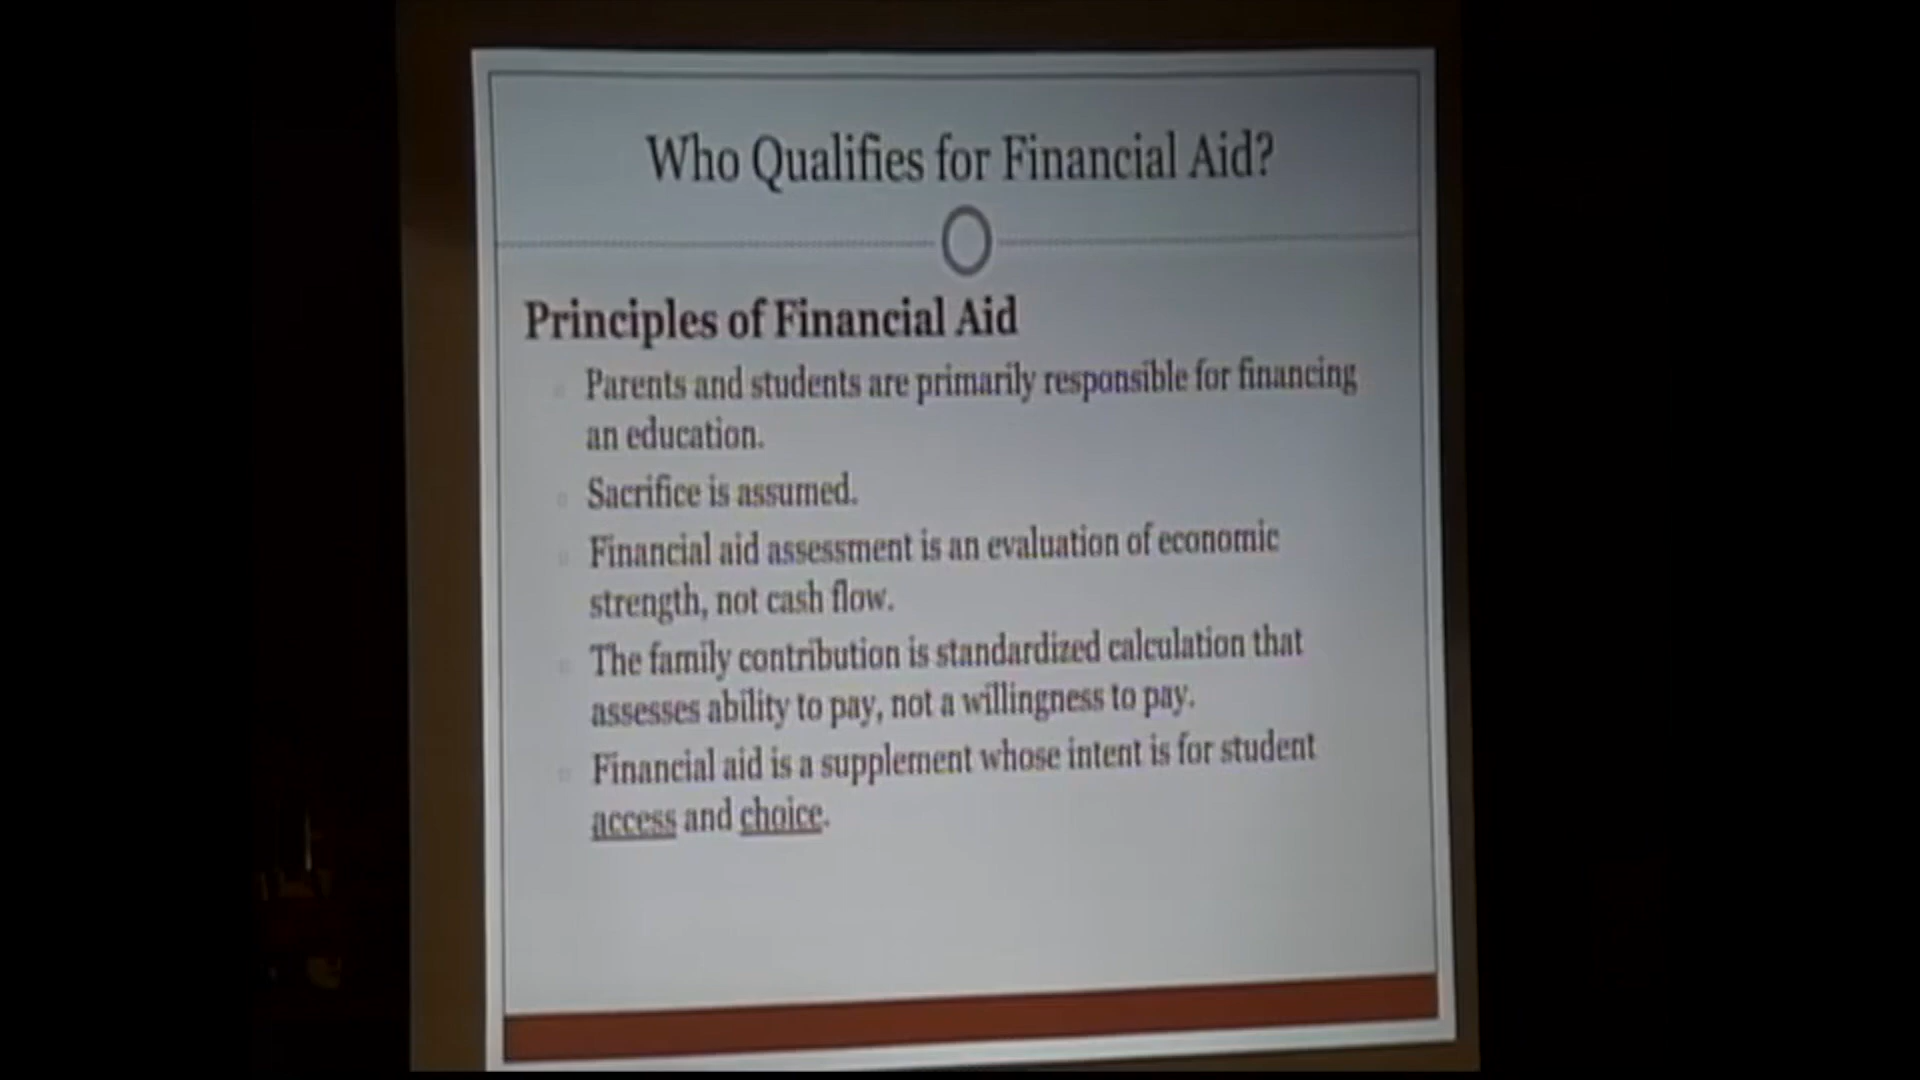 Who Qualifies for Financial Aid?
Principles of Financial Aid
Parents and students are primarily responsible for financing
an education.
Sacrifice is assumed.
Financial aid assessment is an evaluation of economic
strength, not cash flow.
The family contribution is standardized calculation that
assesses ability to pay, not a willingness to pay.
Financial aid is a supplement whose intent is for student
access and choice.